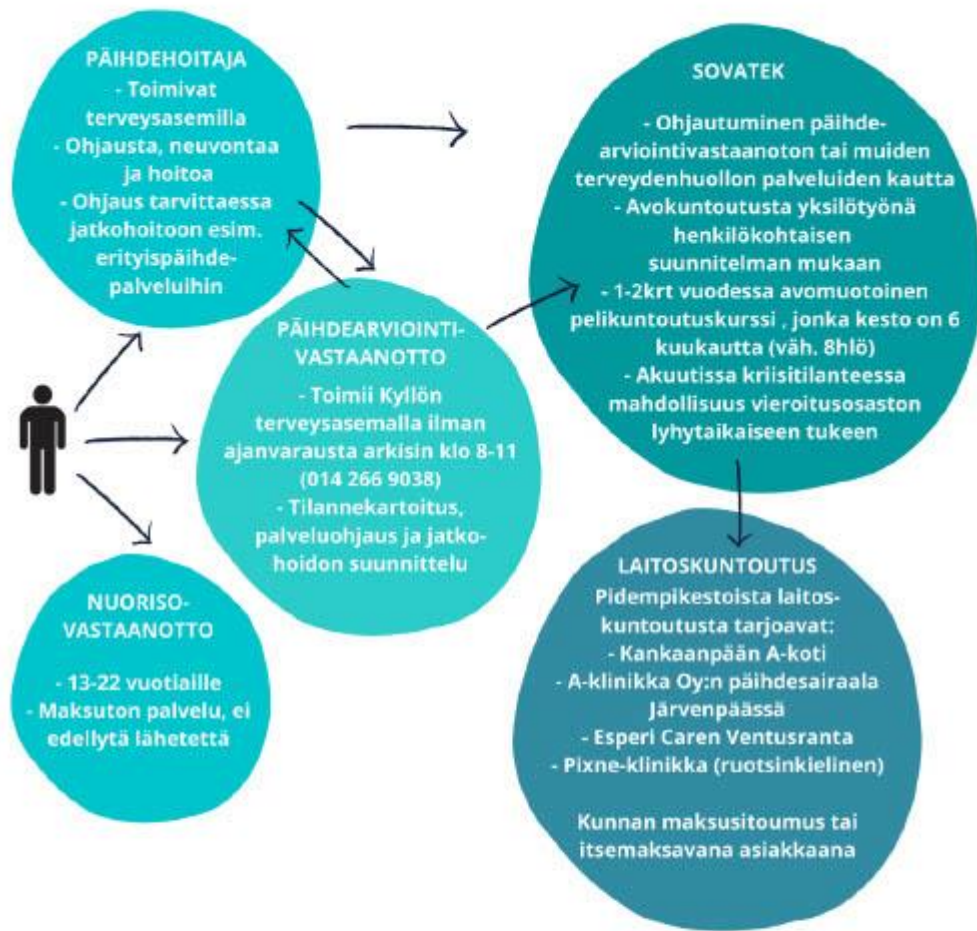 PÄIHDEHOITAJA
- Toimivat
terveysasemilla
- Ohjausta, neuvontaa
ja hoitoa
- Ohjaus tarvittaessa
jatkohoitoon esim.
erityispäihde-
palveluihin
PÄIHDEARVIOINTI-
VASTAANOTTO
- Toimii Kyllön
terveysasemalla ilman
ajanvarausta arkisin klo 8-11
(014 266 9038)
- Tilannekartoitus,
palveluohjaus ja jatko-
hoidon suunnittelu
NUORISO-
VASTAANOTTO
- 13-22 vuotiaille
- Maksuton palvelu, ei
edellytä lähetettä
SOVATEK
- Ohjautuminen päihde-
arviointivastaanoton tai muiden
terveydenhuollon palveluiden kautta
- Avokuntoutusta yksilötyönä
henkilökohtaisen
suunnitelman mukaan
- 1-2krt vuodessa avomuotoinen
pelikuntoutuskurssi , jonka kesto on 6
kuukautta (väh. 8hlö)
- Akuutissa kriisitilanteessa
mahdollisuus vieroitusosaston
lyhytaikaiseen tukeen
LAITOSKUNTOUTUS
Pidempikestoista laitos-
kuntoutusta tarjoavat:
- Kankaanpään A-koti
- A-klinikka Oy:n päihdesairaala
Järvenpäässä
- Esperi Caren Ventusranta
- Pixne-klinikka (ruotsinkielinen)
Kunnan maksusitoumus tai
itsemaksavana asiakkaana